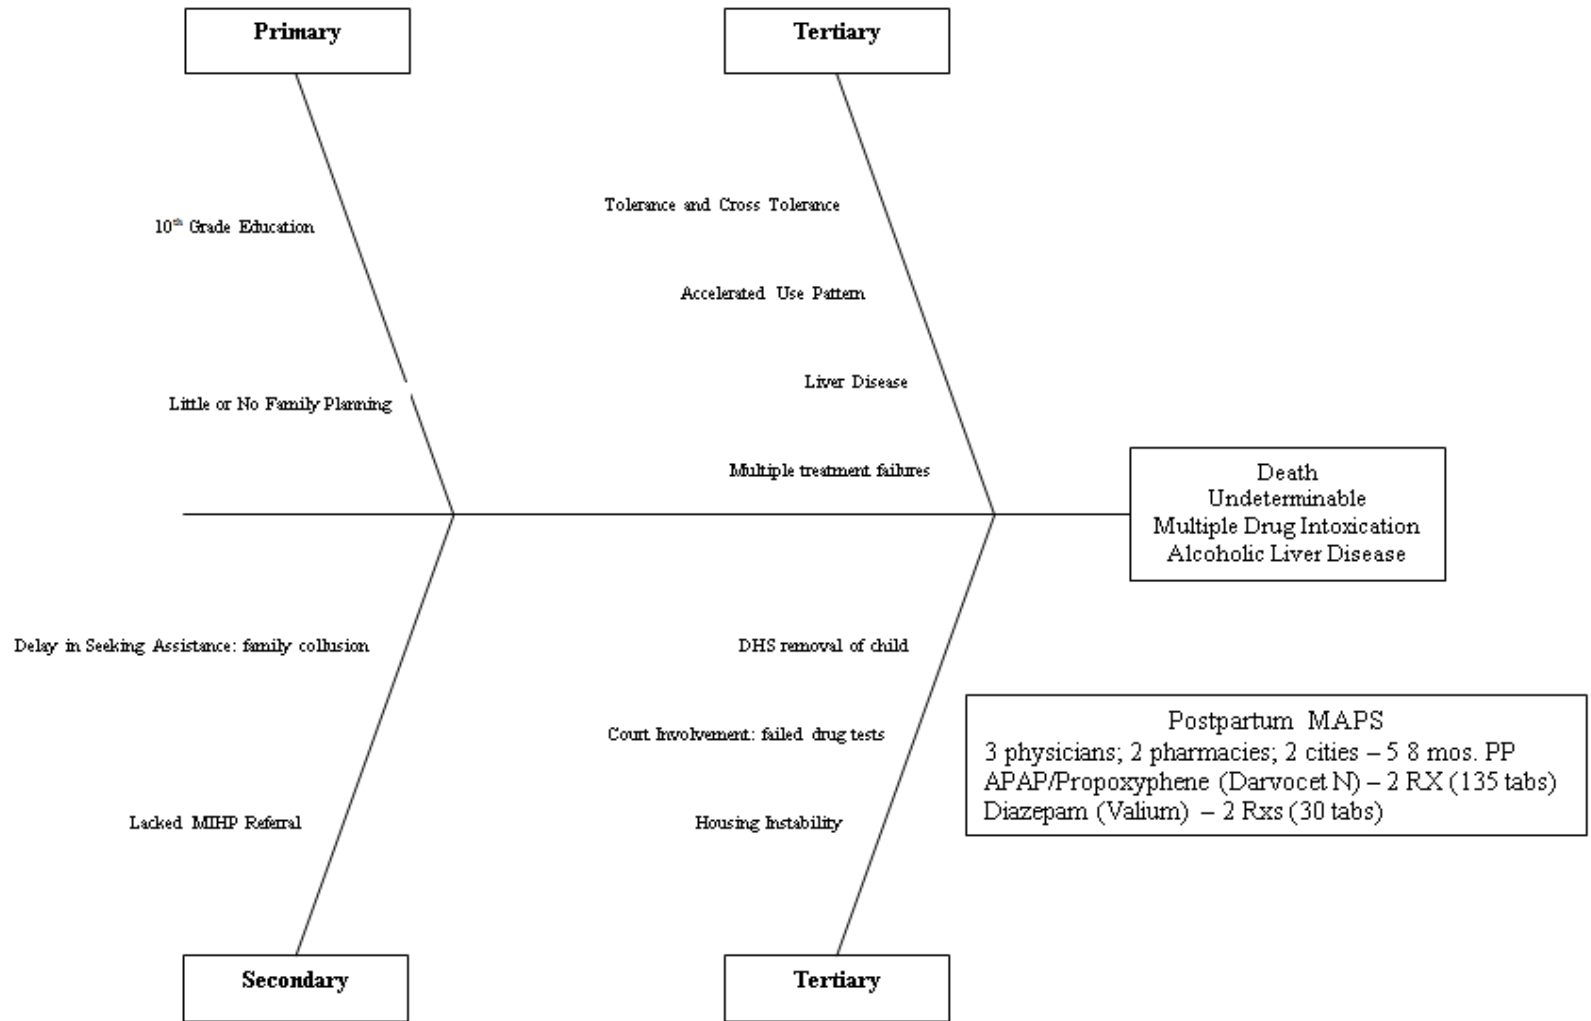 Primary
Tertiary
10th Grade Education
Tolerance and Cross Tolerance
Accelerated Use Pattern
Liver Disease
Little or No Family Planning
Multiple treatment failures
Death
Undeterminable
Multiple Drug Intoxication
Alcoholic Liver Disease
Delay in Seeking Assistance: family collusion
DHS removal of child
Court Involvement: failed drug tests
Lacked MIHP Referral
Housing Instability
Postpartum MAPS
3 physicians; 2 pharmacies; 2 cities – 5 8 mos. PP
APAP/Propoxyphene (Darvocet N) – 2 RX (135 tabs)
Diazepam (Valium) – 2 Rxs (30 tabs)
Secondary
Tertiary